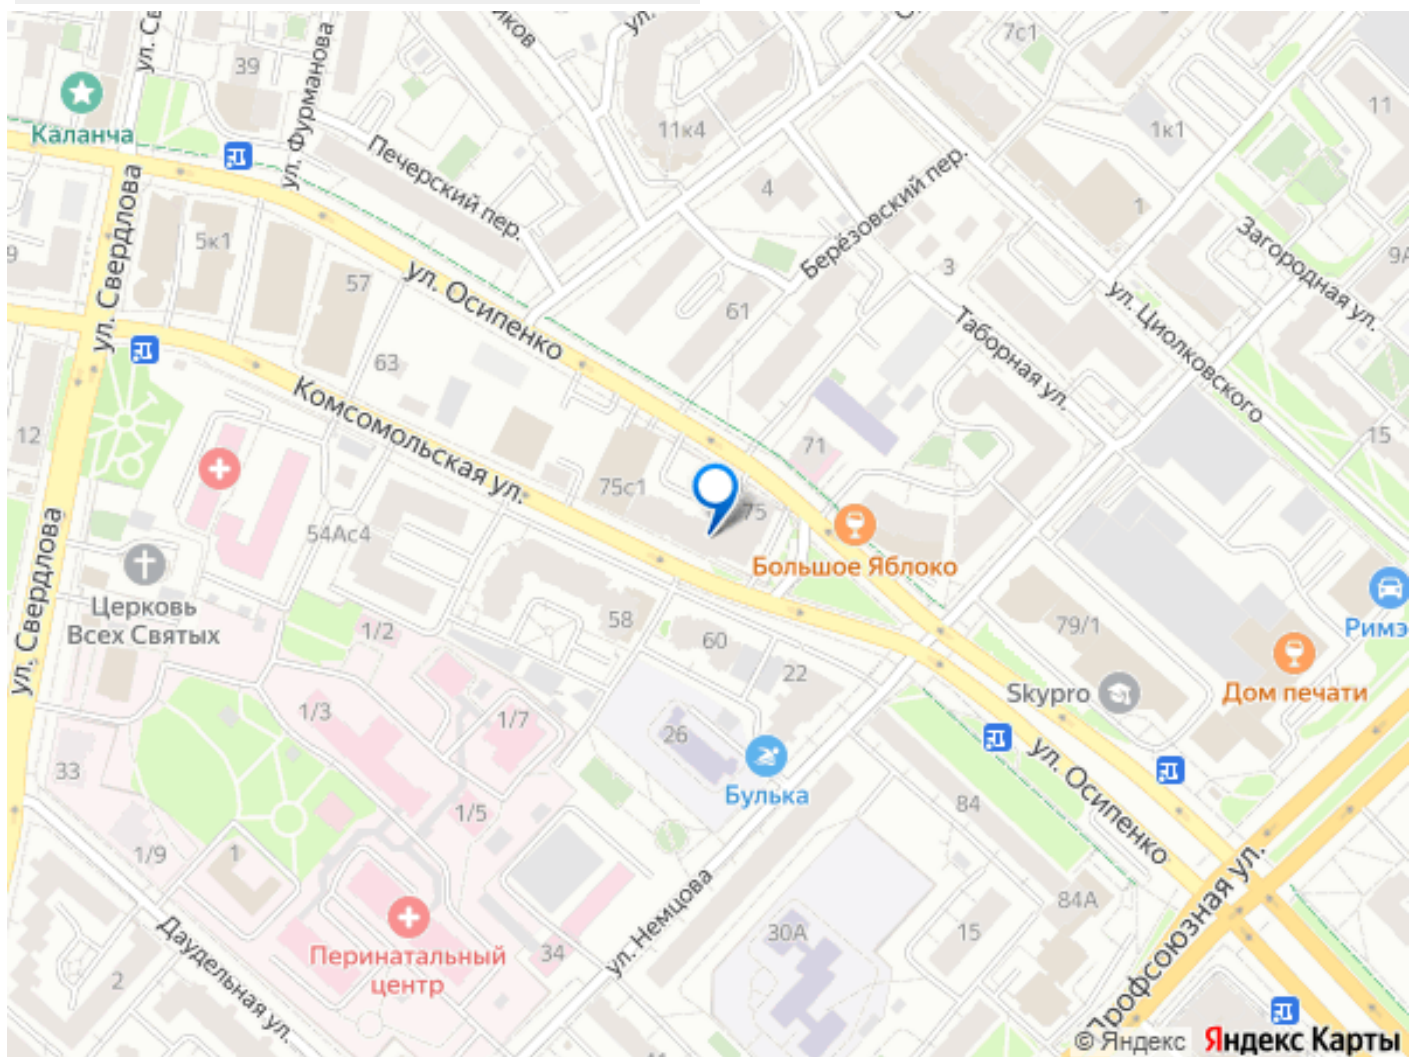 Каланча
39
ул. Фурманова
Печерский пер.
11к4
7с1
1к1
11
4
1
Берёзовский пер.
3
Загородная ул.
9А
ул. Свердлова
5к1
57
ул. Осипенко
61
Таборная ул.
ул. Циолковского
63
Комсомольская ул.
12
75с1
75
71
15
54Ас4
Большое Яблоко
Церковь
Всех Святых
ул. Свердлова
1/2
58
60
22
79/1
Римэ
Skypro
Дом печати
1/3
1/7
26
Булька
ул. Осипенко
33
1/5
84
1/9
1
84А
Даудельная ул.
Перинатальный
центр
34
ул. Немцова
30А
15
Профсоюзная ул.
2
44
11
© Яндекс Яндекс Карты